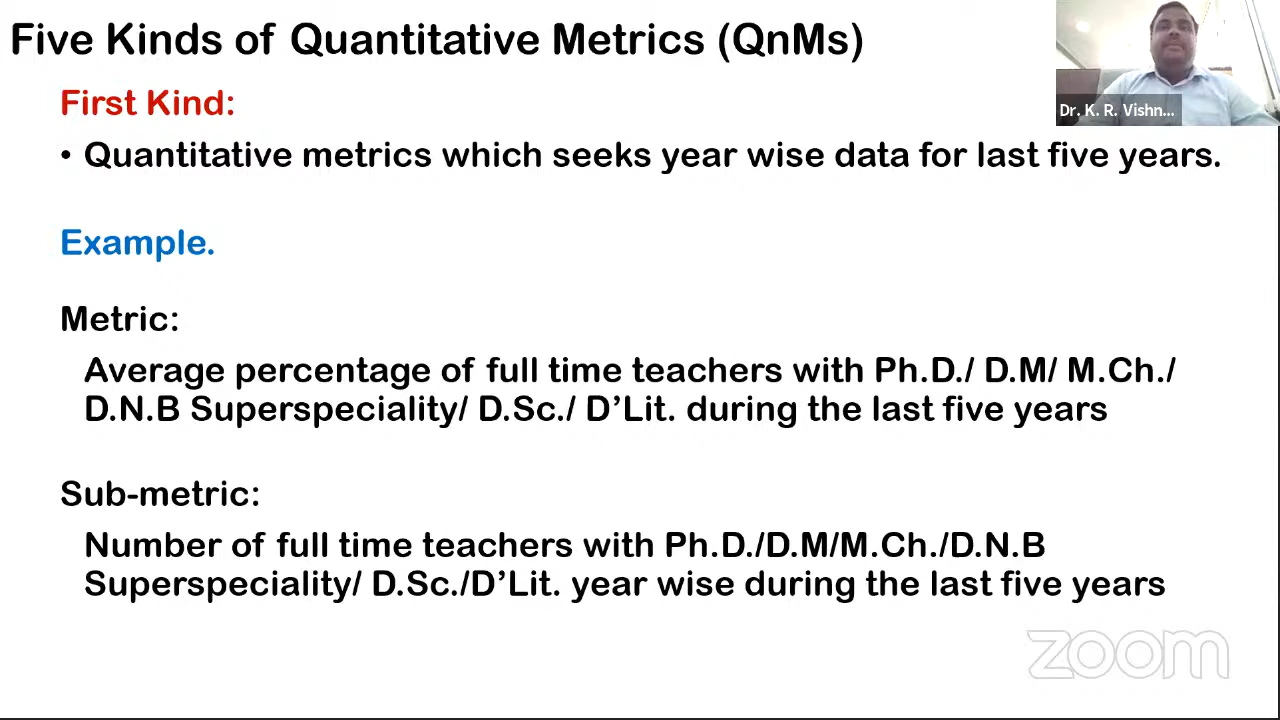 Five Kinds of Quantitative Metrics (QnMs)
Dr. K. R. Vishn...
First Kind:
• Quantitative metrics which seeks year wise data for last five years.
Example.
Metric:
Average percentage of full time teachers with Ph.D./ D.M/ M.Ch./
D.N.B Superspeciality/ D.Sc./ D’Lit. during the last five years
Sub-metric:
Number of full time teachers with Ph.D./D.M/M.Ch./D.N.B
Superspeciality/ D.Sc./D’Lit. year wise during the last five years
zoom